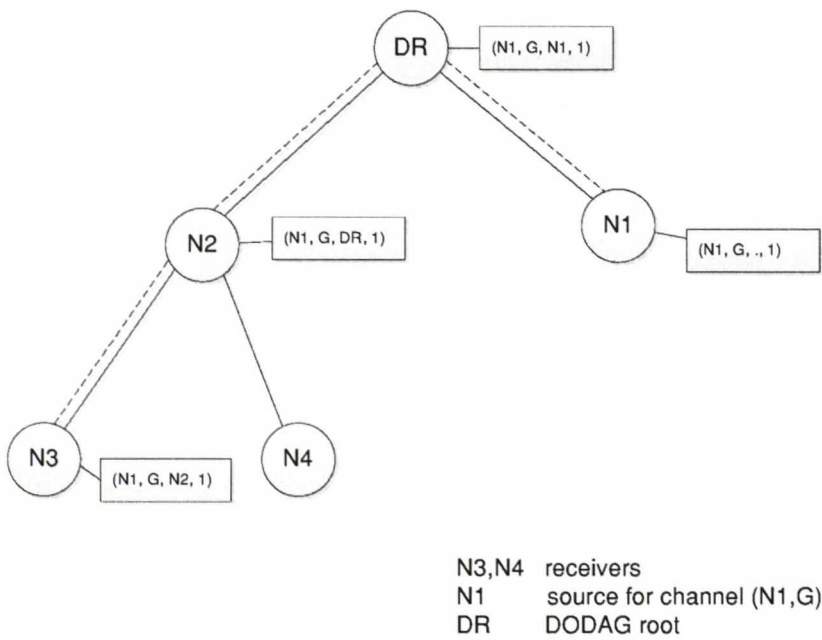 DR
(N1, G, N1, 1)
N2
(N1, G, DR, 1)
N1
(N1, G, ., 1)
N3
(N1, G, N2, 1)
N4
N3,N4 receivers
N1 source for channel (N1,G)
DR DODAG root